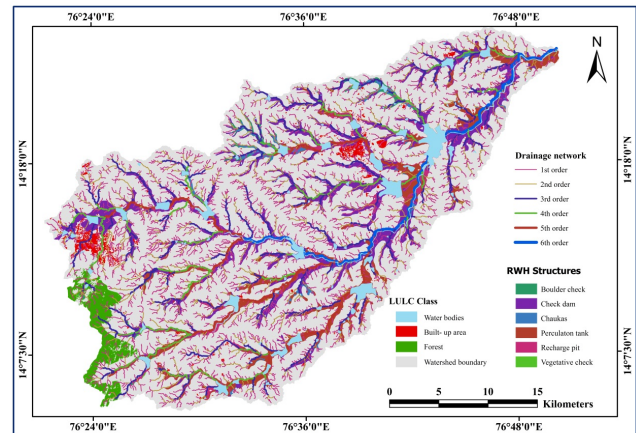 76°24'0"E 76°36'0"E 76°48'0"E
N
14°18'0"N
14°18'0"N
Drainage network
1st order
2nd order
3rd order
4th order
5th order
6th order
RWH Structures
Boulder check
Check dam
Chaukas
Perculaton tank
Recharge pit
Vegetative check
LULC Class
Water bodies
Built- up area
Forest
Watershed boundary
14°7'30"N
14°7'30"N
0 5 10 15
Kilometers
76°24'0"E 76°36'0"E 76°48'0"E